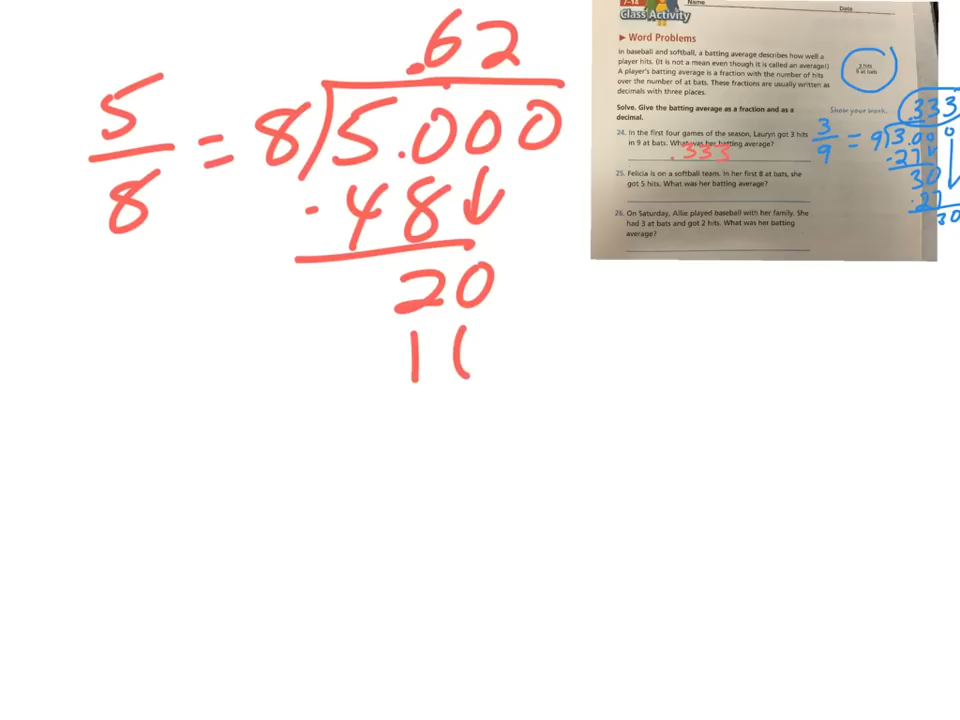 .62
5/8 = 8)5.000
- 48
20
1
7-14
Class Activity
Name
Date
▶ Word Problems
In baseball and softball, a batting average describes how well a
player hits. (It is not a mean even though it is called an average!)
A player's batting average is a fraction with the number of hits
over the number of at bats. These fractions are usually written as
decimals with three places.
3 hits
9 at bats
Solve. Give the batting average as a fraction and as a
decimal.
Show your work.
24. In the first four games of the season, Lauryn got 3 hits
in 9 at bats. What was her batting average?
.333
.333
3/9 = 9)3.00
- 27
30
- 27
30
25. Felicia is on a softball team. In her first 8 at bats, she
got 5 hits. What was her batting average?
26. On Saturday, Allie played baseball with her family. She
had 3 at bats and got 2 hits. What was her batting
average?